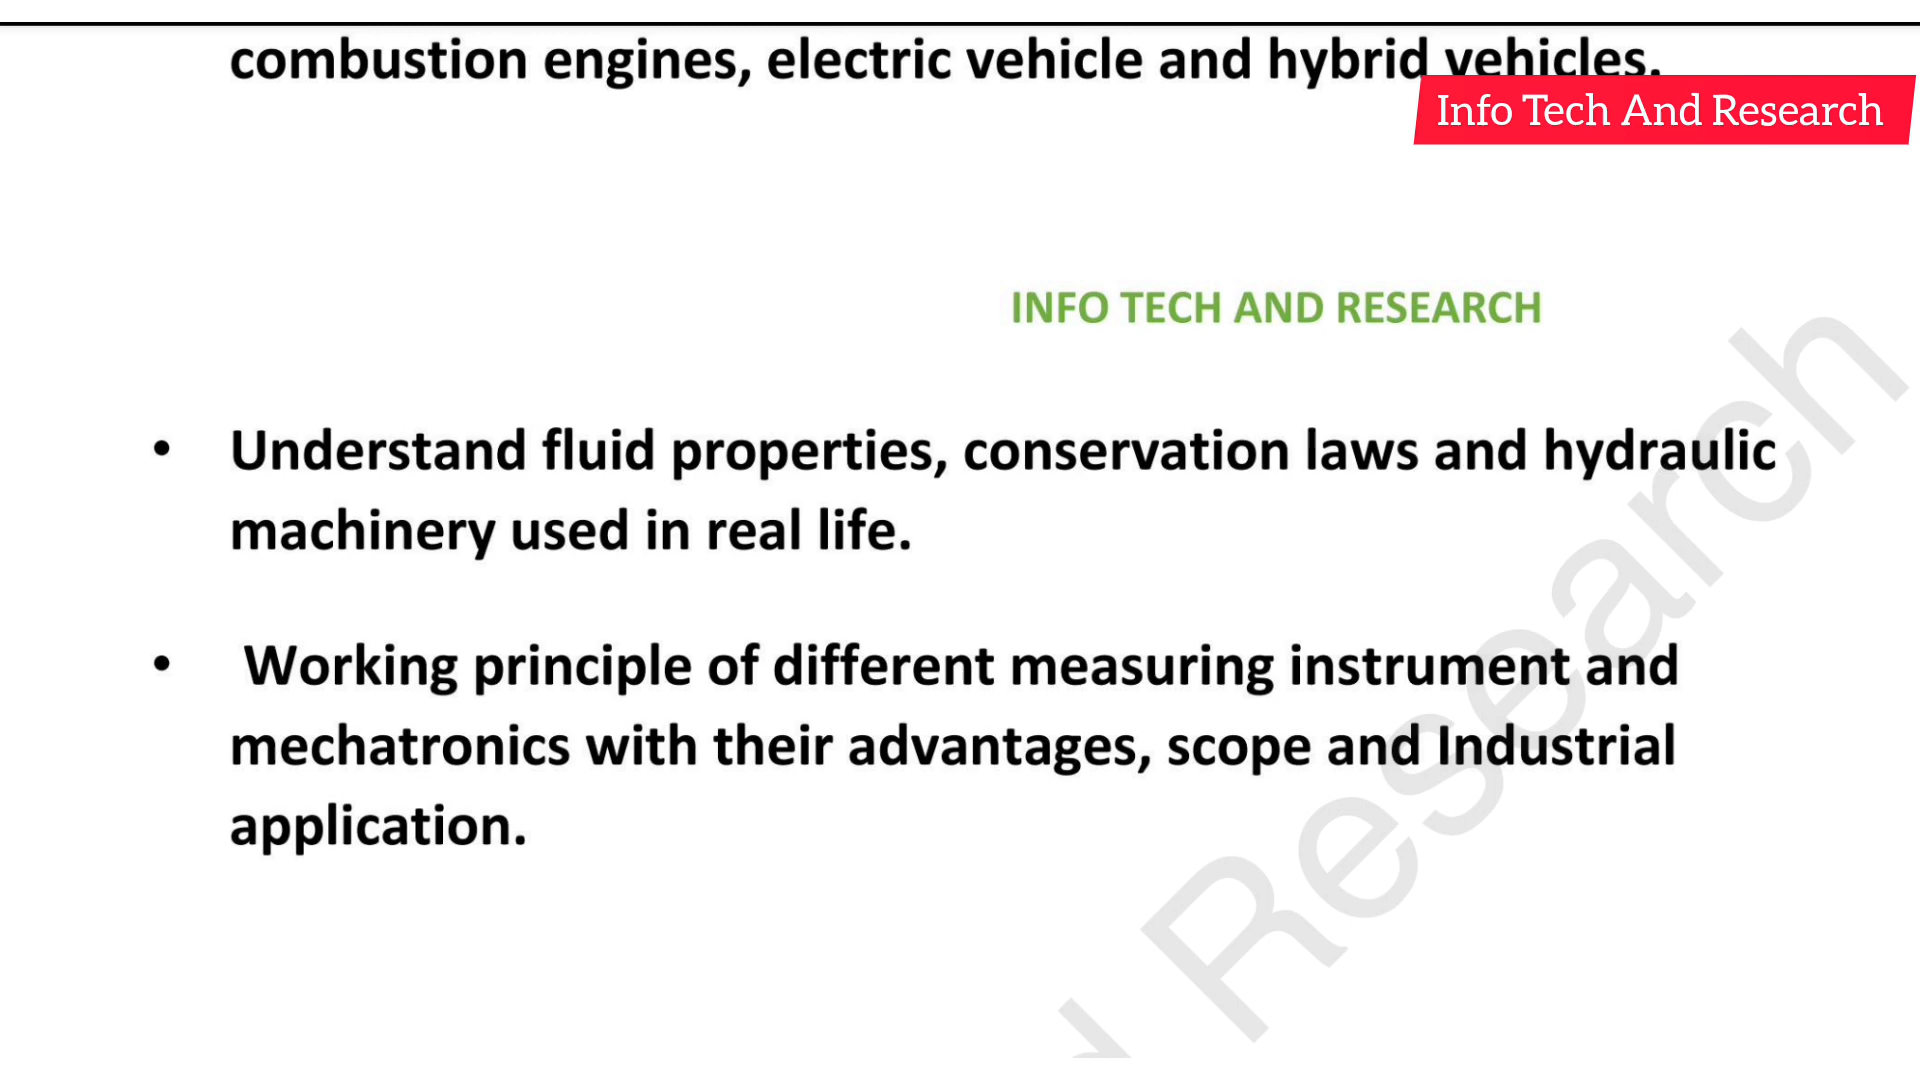 combustion engines, electric vehicle and hybrid vehicles.
Info Tech And Research
INFO TECH AND RESEARCH
• Understand fluid properties, conservation laws and hydraulic
machinery used in real life.
• Working principle of different measuring instrument and
mechatronics with their advantages, scope and Industrial
application.
d Research